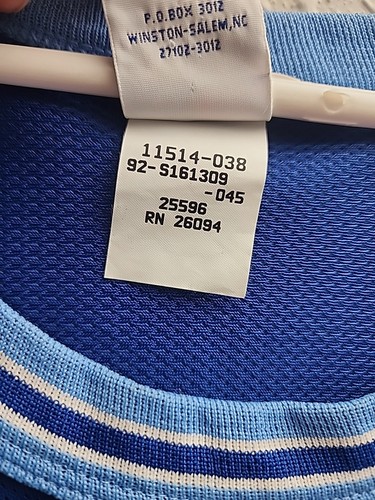 P.O.BOX 3012
WINSTON-SALEM,NC
27102-3012
11514-038
92-S161309
-045
25596
RN 26094